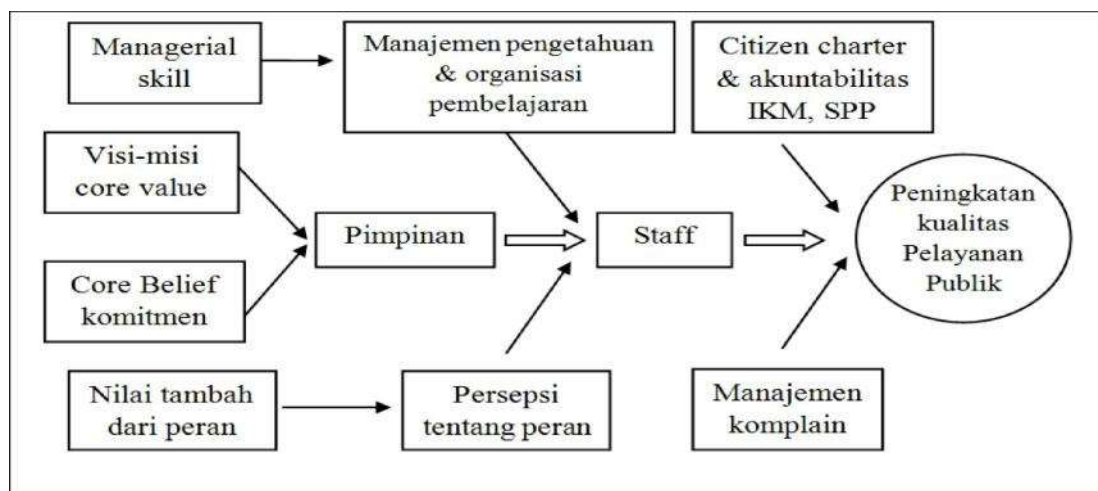 Managerial
skill
Manajemen pengetahuan
& organisasi
pembelajaran
Citizen charter
& akuntabilitas
IKM, SPP
Visi-misi
core value
Pimpinan
Staff
Peningkatan
kualitas
Pelayanan
Publik
Core Belief
komitmen
Nilai tambah
dari peran
Persepsi
tentang peran
Manajemen
komplain